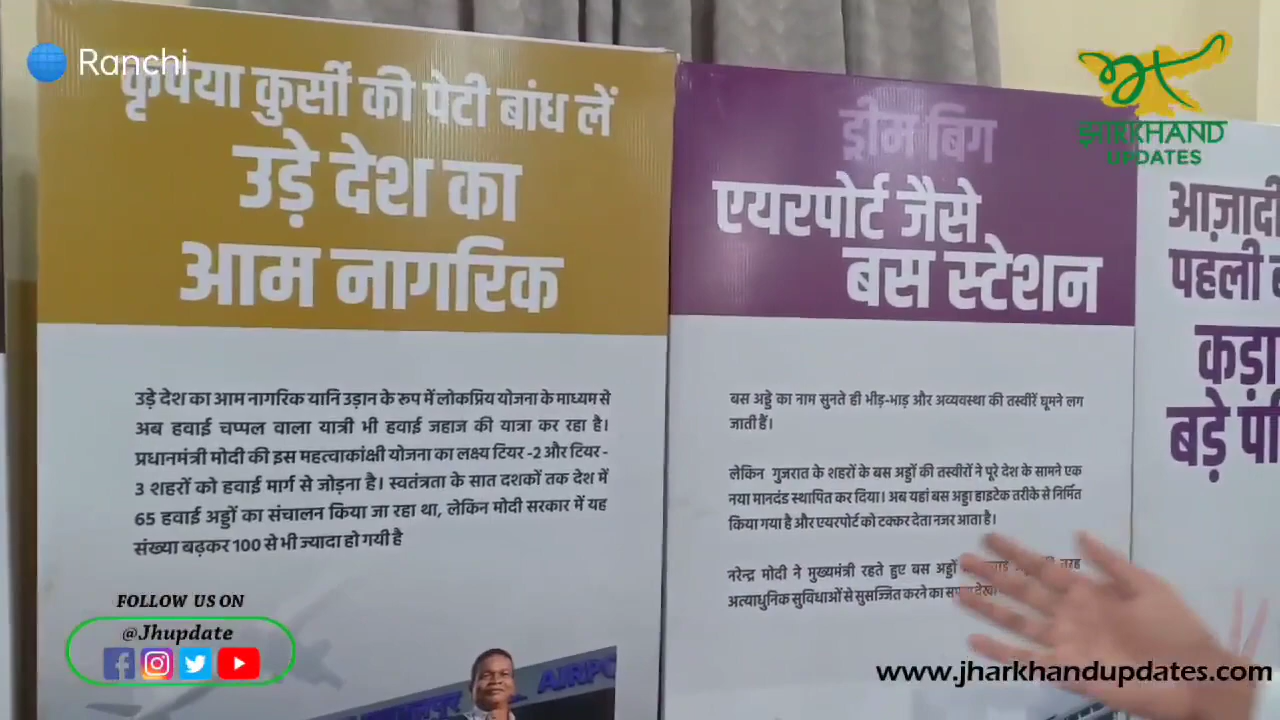 Ranchi
कृपया कुर्सी की पेटी बांध लें
उड़े देश का
आम नागरिक
उड़े देश का आम नागरिक यानि उड़ान के रूप में लोकप्रिय योजना के माध्यम से
अब हवाई चप्पल वाला यात्री भी हवाई जहाज की यात्रा कर रहा है।
प्रधानमंत्री मोदी की इस महत्वाकांक्षी योजना का लक्ष्य टियर -2 और टियर -
3 शहरों को हवाई मार्ग से जोड़ना है। स्वतंत्रता के सात दशकों तक देश में
65 हवाई अड्डों का संचालन किया जा रहा था, लेकिन मोदी सरकार में यह
संख्या बढ़कर 100 से भी ज्यादा हो गयी है
FOLLOW US ON
@Jhupdate
ड्रीम बिग
एयरपोर्ट जैसे
बस स्टेशन
बस अड्डे का नाम सुनते ही भीड़-भाड़ और अव्यवस्था की तस्वीरें घूमने लग
जाती हैं।
लेकिन गुजरात के शहरों के बस अड्डों की तस्वीरों ने पूरे देश के सामने एक
नया मानदंड स्थापित कर दिया। अब यहां बस अड्डा हाइटेक तरीके से निर्मित
किया गया है और एयरपोर्ट को टक्कर देता नजर आता है।
नरेन्द्र मोदी ने मुख्यमंत्री रहते हुए बस अड्डों तरह
अत्याधुनिक सुविधाओं से सुसज्जित करने का
JHARKHAND
UPDATES
आज़ादी
पहली
कड़ा
बड़े
www.jharkhandupdates.com